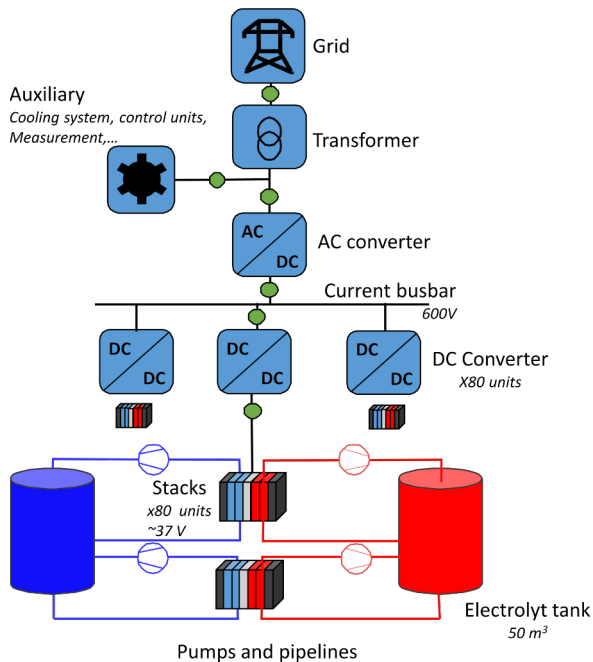 Grid
Auxiliary
Cooling system, control units,
Measurement,...
Transformer
AC
DC
AC converter
Current busbar
600V
DC
DC
DC
DC
DC
DC
DC Converter
X80 units
Stacks
x80 units
~37 V
Electrolyt tank
50 m³
Pumps and pipelines